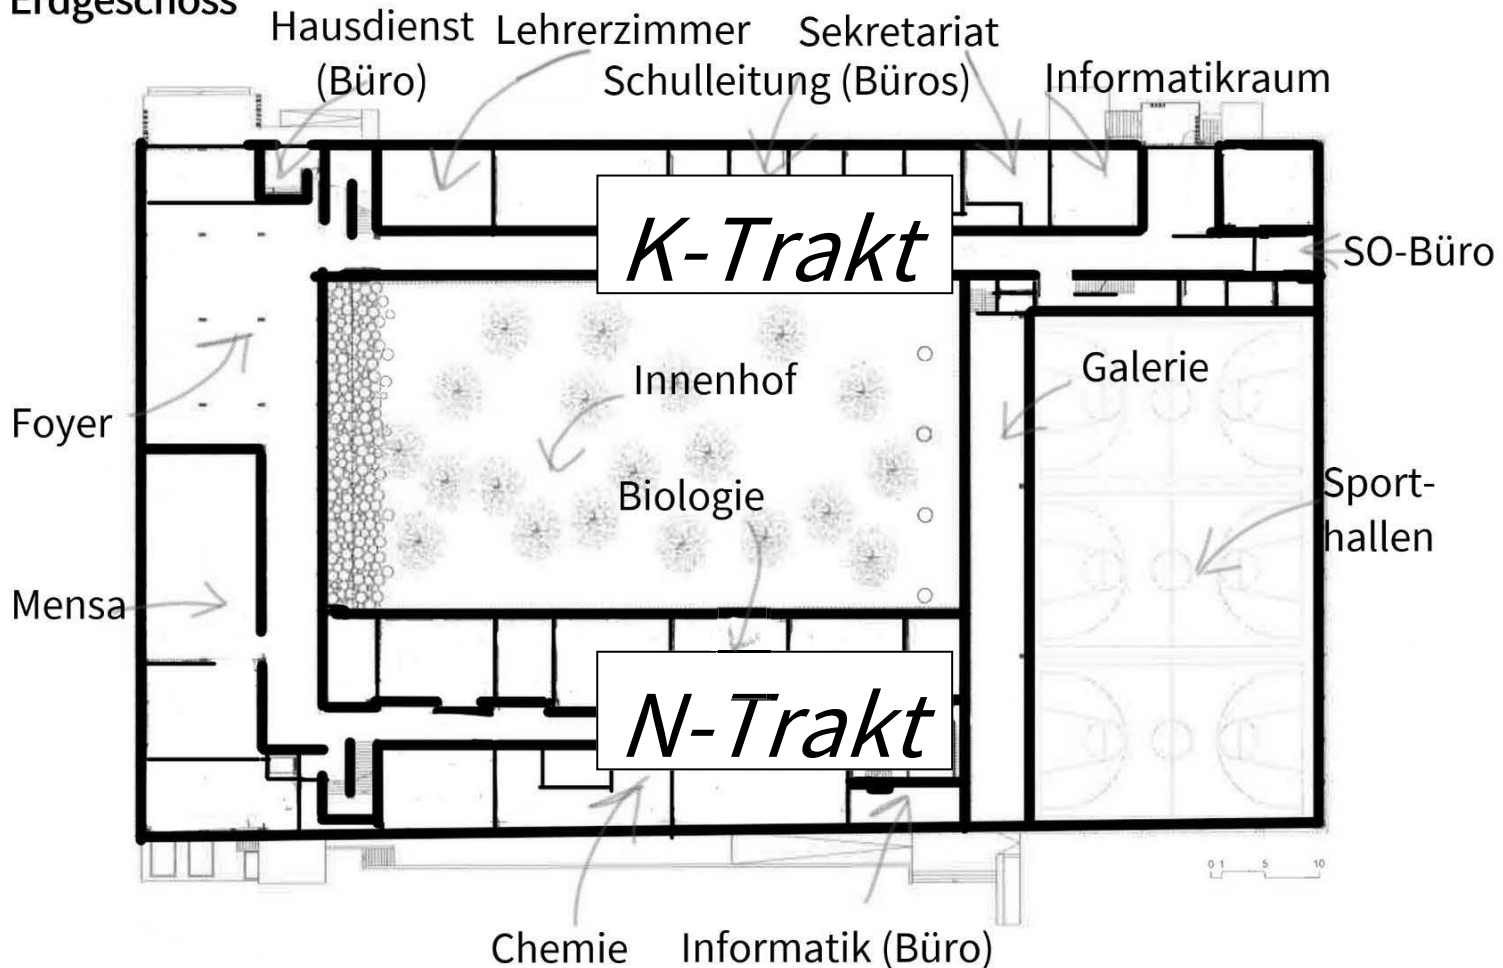 Erdgeschoss
Hausdienst
(Büro)
Lehrerzimmer
Sekretariat
Schulleitung (Büros)
Informatikraum
K-Trakt
SO-Büro
Innenhof
Galerie
Foyer
Biologie
Sport-
hallen
Mensa
N-Trakt
0 1 5 10
Chemie
Informatik (Büro)